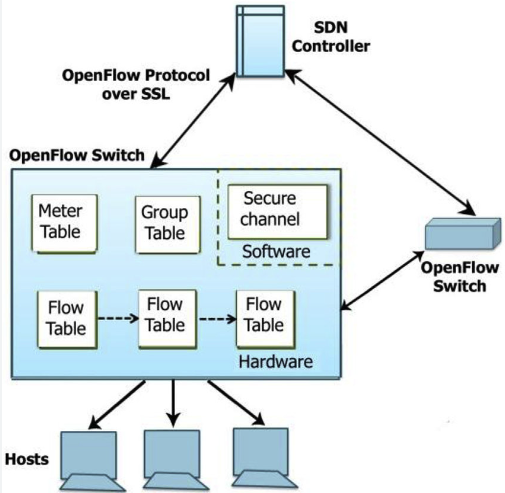 SDN
Controller
OpenFlow Protocol
over SSL
OpenFlow Switch
Meter
Table
Group
Table
Secure
channel
Software
OpenFlow
Switch
Flow
Table
Flow
Table
Flow
Table
Hardware
Hosts